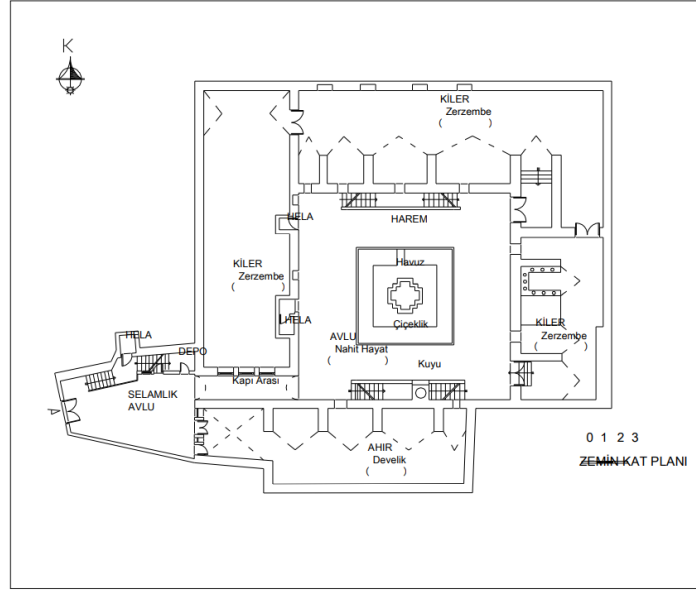 K
KİLER
Zerzembe
( )
HELA
HAREM
Havuz
KİLER
Zerzembe
( )
HELA
Çiçeklik
KİLER
Zerzembe
( )
AVLU
Nahit Hayat
( )
Kuyu
HELA
DEPO
Kapı Arası
SELAMLIK
AVLU
A
AHIR
Develik
( )
0 1 2 3
ZEMİN KAT PLANI